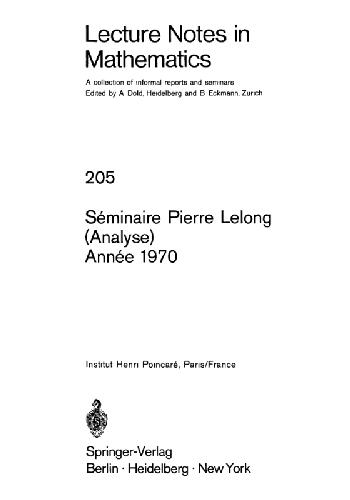 Lecture Notes in
Mathematics
A collection of informal reports and seminars
Edited by A. Dold, Heidelberg and B. Eckmann, Zürich
205
Séminaire Pierre Lelong
(Analyse)
Année 1970
Institut Henri Poincaré, Paris/France
Springer-Verlag
Berlin · Heidelberg · New York